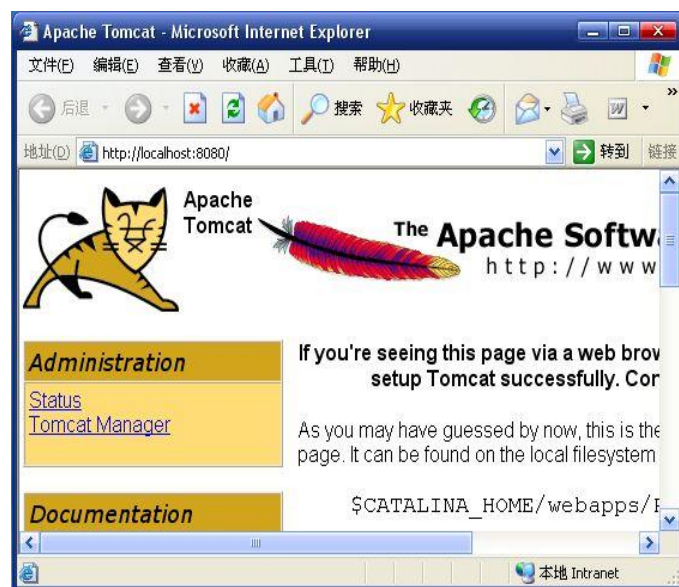 Apache Tomcat - Microsoft Internet Explorer
文件(F) 编辑(E) 查看(V) 收藏(A) 工具(T) 帮助(H)
后退 搜索 收藏夹 »
地址(D) http://localhost:8080/ 转到 链接
Apache
Tomcat
The Apache Softwa
http://www
Administration
Status
Tomcat Manager
If you're seeing this page via a web brow
setup Tomcat successfully. Con
As you may have guessed by now, this is the
page. It can be found on the local filesystem
$CATALINA_HOME/webapps/
Documentation
本地 Intranet